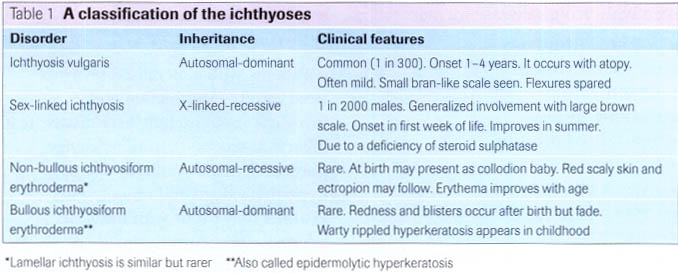 Table 1 A classification of the ichthyoses
Disorder Inheritance Clinical features
Ichthyosis vulgaris Autosomal-dominant Common (1 in 300). Onset 1–4 years. It occurs with atopy.
Often mild. Small bran-like scale seen. Flexures spared
Sex-linked ichthyosis X-linked-recessive 1 in 2000 males. Generalized involvement with large brown
scale. Onset in first week of life. Improves in summer.
Due to a deficiency of steroid sulphatase
Non-bullous ichthyosiform Autosomal-recessive Rare. At birth may present as collodion baby. Red scaly skin and
erythroderma* ectropion may follow. Erythema improves with age
Bullous ichthyosiform Autosomal-dominant Rare. Redness and blisters occur after birth but fade.
erythroderma** Warty rippled hyperkeratosis appears in childhood
*Lamellar ichthyosis is similar but rarer **Also called epidermolytic hyperkeratosis